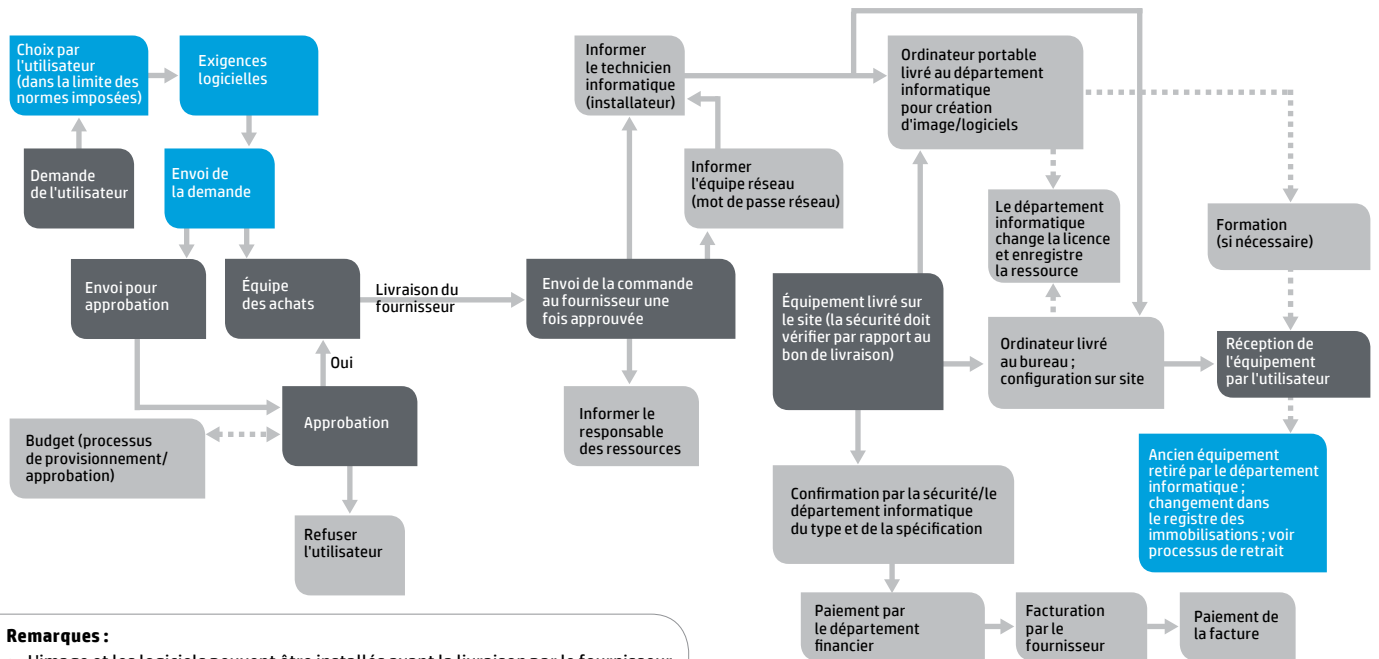 Choix par
l'utilisateur
(dans la limite des
normes imposées)
Exigences
logicielles
Demande
de l'utilisateur
Envoi de
la demande
Envoi pour
approbation
Équipe
des achats
Livraison du
fournisseur
Oui
Approbation
Budget (processus
de provisionnement/
approbation)
Refuser
l'utilisateur
Informer
le technicien
informatique
(installateur)
Informer
l'équipe réseau
(mot de passe réseau)
Envoi de la commande
au fournisseur une
fois approuvée
Informer le
responsable
des ressources
Ordinateur portable
livré au département
informatique
pour création
d'image/logiciels
Le département
informatique
change la licence
et enregistre
la ressource
Formation
(si nécessaire)
Équipement livré sur
le site (la sécurité doit
vérifier par rapport au
bon de livraison)
Ordinateur livré
au bureau ;
configuration sur site
Réception de
l'équipement
par l'utilisateur
Ancien équipement
retiré par le département
informatique ;
changement dans
le registre des
immobilisations ; voir
processus de retrait
Confirmation par la sécurité/le
département informatique
du type et de la spécification
Paiement par
le département
financier
Facturation
par le
fournisseur
Paiement de
la facture
Remarques :